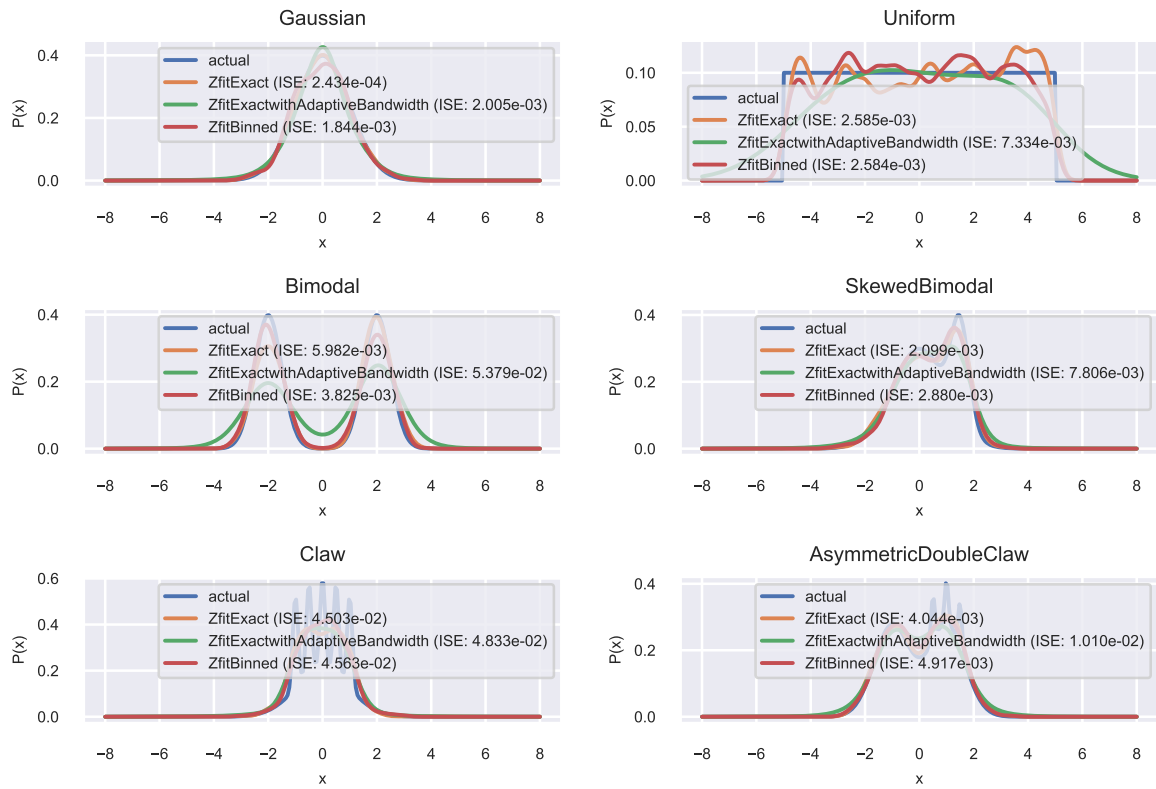 Gaussian
P(x)
0.4
0.2
0.0
actual
ZfitExact (ISE: 2.434e-04)
ZfitExactwithAdaptiveBandwidth (ISE: 2.005e-03)
ZfitBinned (ISE: 1.844e-03)
−8 −6 −4 −2 0 2 4 6 8
x
Uniform
P(x)
0.10
0.05
0.00
actual
ZfitExact (ISE: 2.585e-03)
ZfitExactwithAdaptiveBandwidth (ISE: 7.334e-03)
ZfitBinned (ISE: 2.584e-03)
−8 −6 −4 −2 0 2 4 6 8
x
Bimodal
P(x)
0.4
0.2
0.0
actual
ZfitExact (ISE: 5.982e-03)
ZfitExactwithAdaptiveBandwidth (ISE: 5.379e-02)
ZfitBinned (ISE: 3.825e-03)
−8 −6 −4 −2 0 2 4 6 8
x
SkewedBimodal
P(x)
0.4
0.2
0.0
actual
ZfitExact (ISE: 2.099e-03)
ZfitExactwithAdaptiveBandwidth (ISE: 7.806e-03)
ZfitBinned (ISE: 2.880e-03)
−8 −6 −4 −2 0 2 4 6 8
x
Claw
P(x)
0.6
0.4
0.2
0.0
actual
ZfitExact (ISE: 4.503e-02)
ZfitExactwithAdaptiveBandwidth (ISE: 4.833e-02)
ZfitBinned (ISE: 4.563e-02)
−8 −6 −4 −2 0 2 4 6 8
x
AsymmetricDoubleClaw
P(x)
0.4
0.2
0.0
actual
ZfitExact (ISE: 4.044e-03)
ZfitExactwithAdaptiveBandwidth (ISE: 1.010e-02)
ZfitBinned (ISE: 4.917e-03)
−8 −6 −4 −2 0 2 4 6 8
x